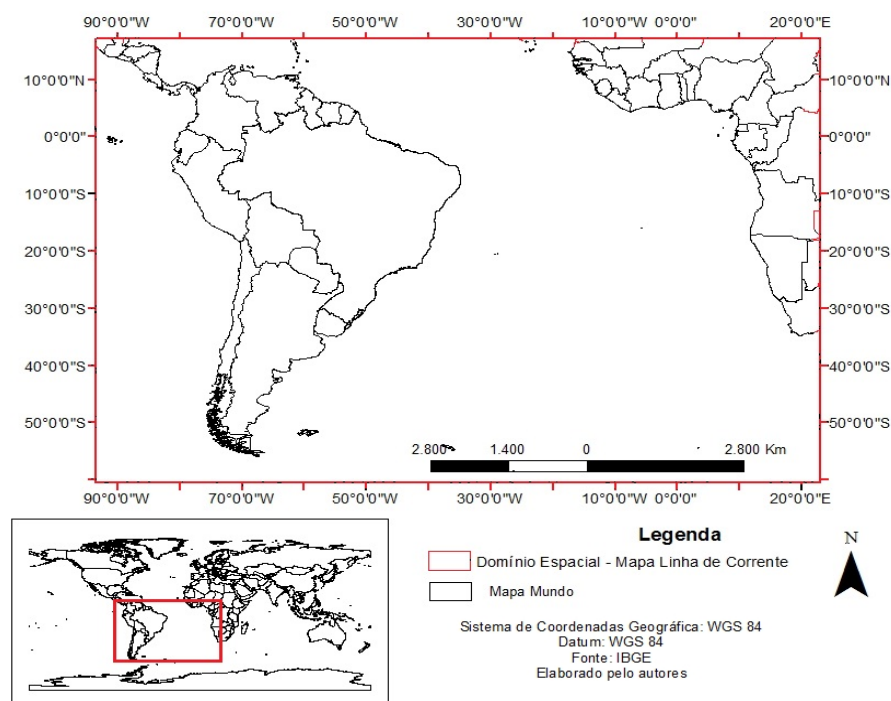 90°0'0"W 70°0'0"W 50°0'0"W 30°0'0"W 10°0'0"W 0°0'0" 20°0'0"E
10°0'0"N 10°0'0"N
0°0'0" 0°0'0"
10°0'0"S 10°0'0"S
20°0'0"S 20°0'0"S
30°0'0"S 30°0'0"S
40°0'0"S 40°0'0"S
50°0'0"S 50°0'0"S
2.800 1.400 0 2.800 Km
90°0'0"W 70°0'0"W 50°0'0"W 30°0'0"W 10°0'0"W 0°0'0" 20°0'0"E
Legenda
N
Domínio Espacial - Mapa Linha de Corrente
Mapa Mundo
Sistema de Coordenadas Geográfica: WGS 84
Datum: WGS 84
Fonte: IBGE
Elaborado pelo autores